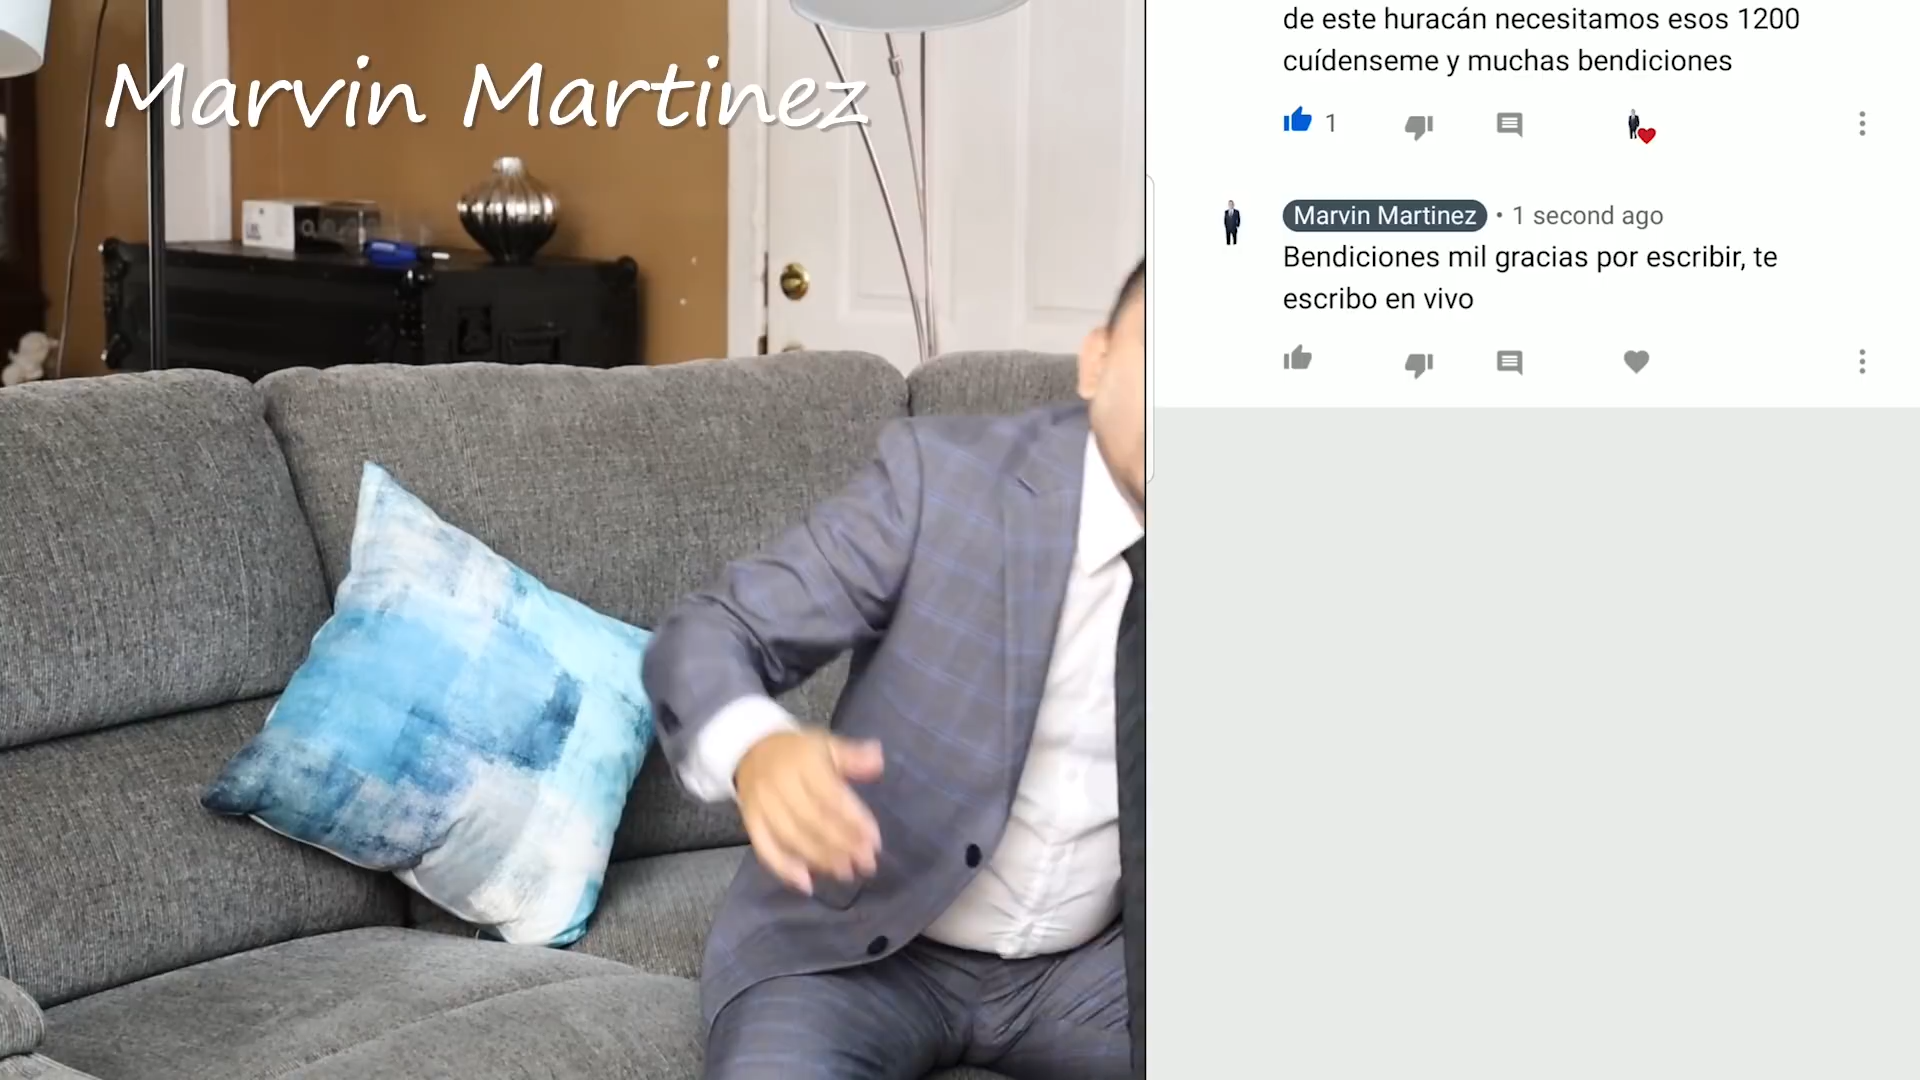 Marvin Martinez
de este huracán necesitamos esos 1200
cuídenseme y muchas bendiciones
1
Marvin Martinez • 1 second ago
Bendiciones mil gracias por escribir, te
escribo en vivo